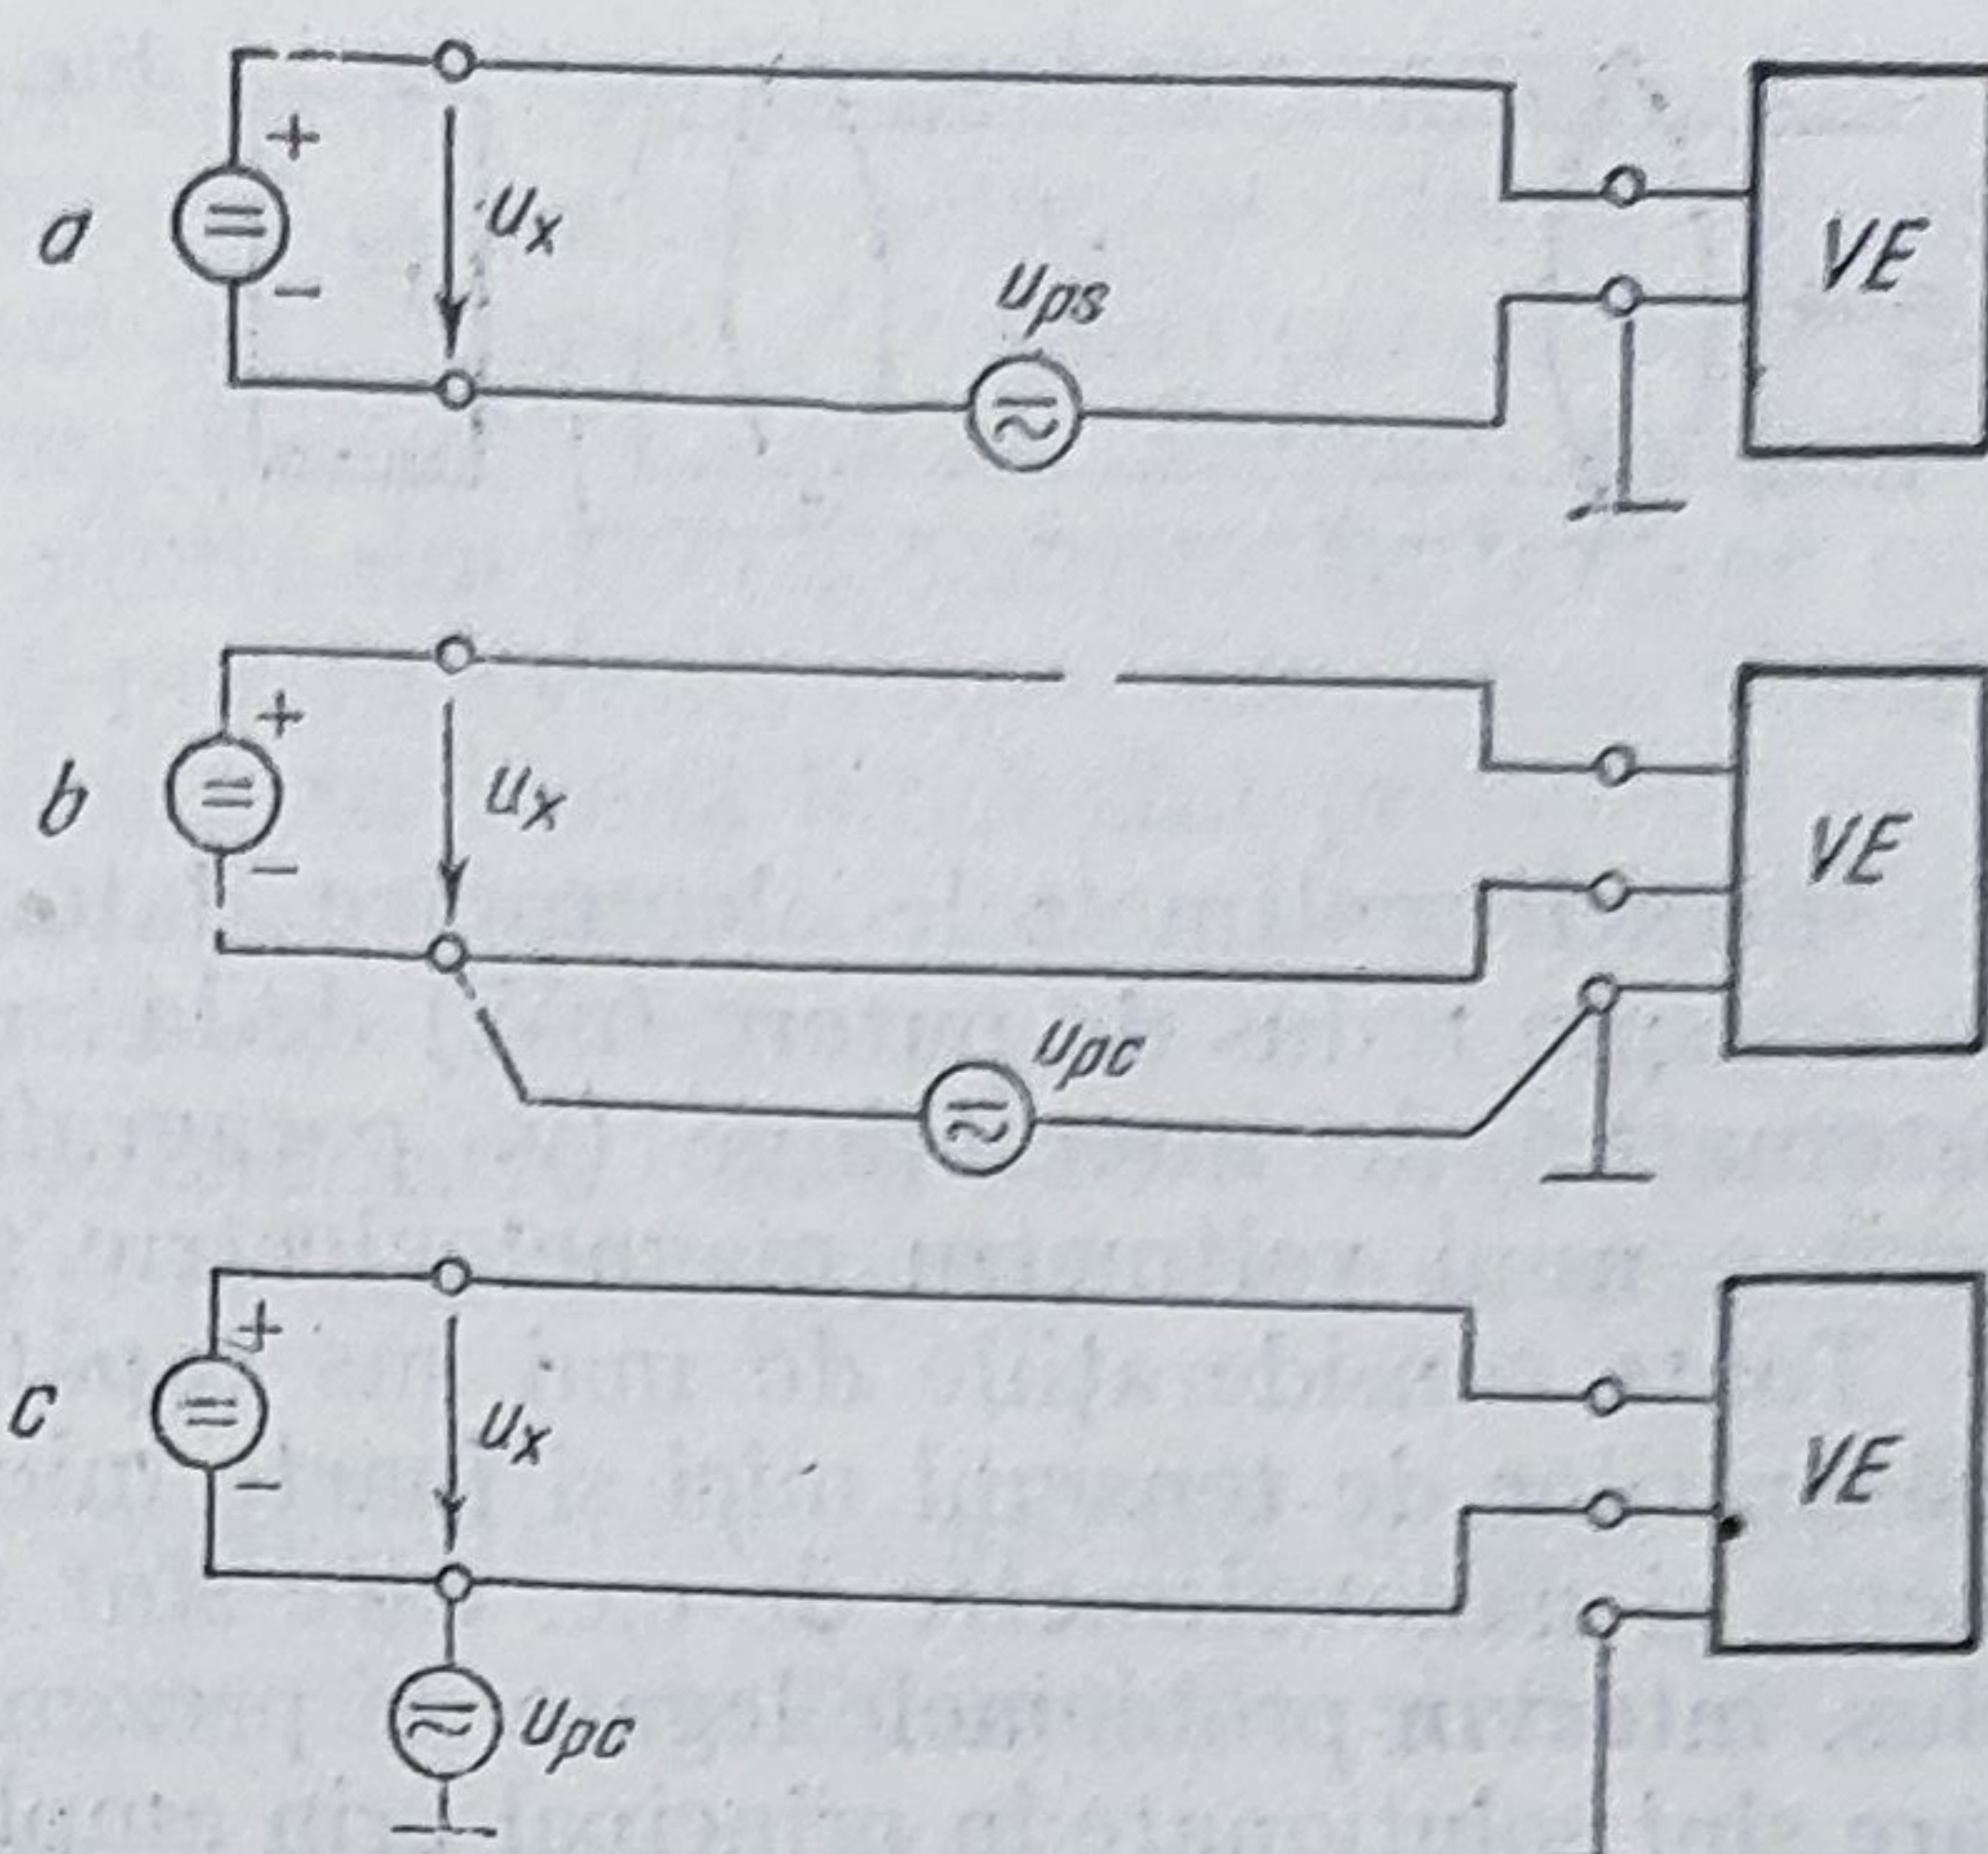 a
+
=
−
ux
ups
VE
b
+
=
−
ux
upc
VE
c
+
=
−
ux
upc
VE